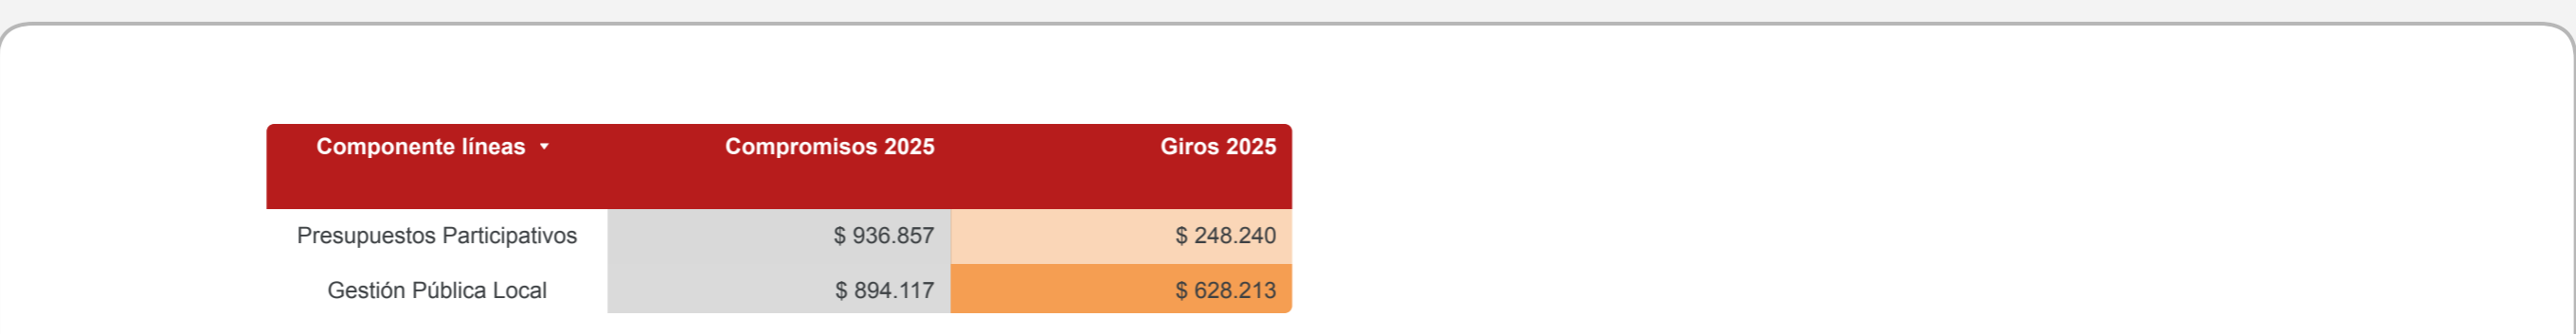 Componente líneas Compromisos 2025 Giros 2025
Presupuestos Participativos $ 936.857 $ 248.240
Gestión Pública Local $ 894.117 $ 628.213